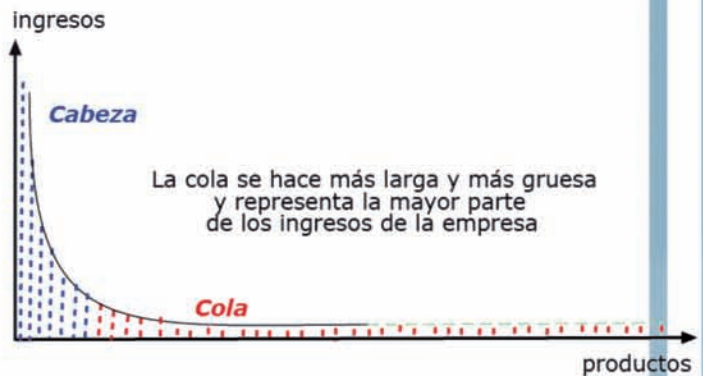 ingresos
Cabeza
La cola se hace más larga y más gruesa
y representa la mayor parte
de los ingresos de la empresa
Cola
productos